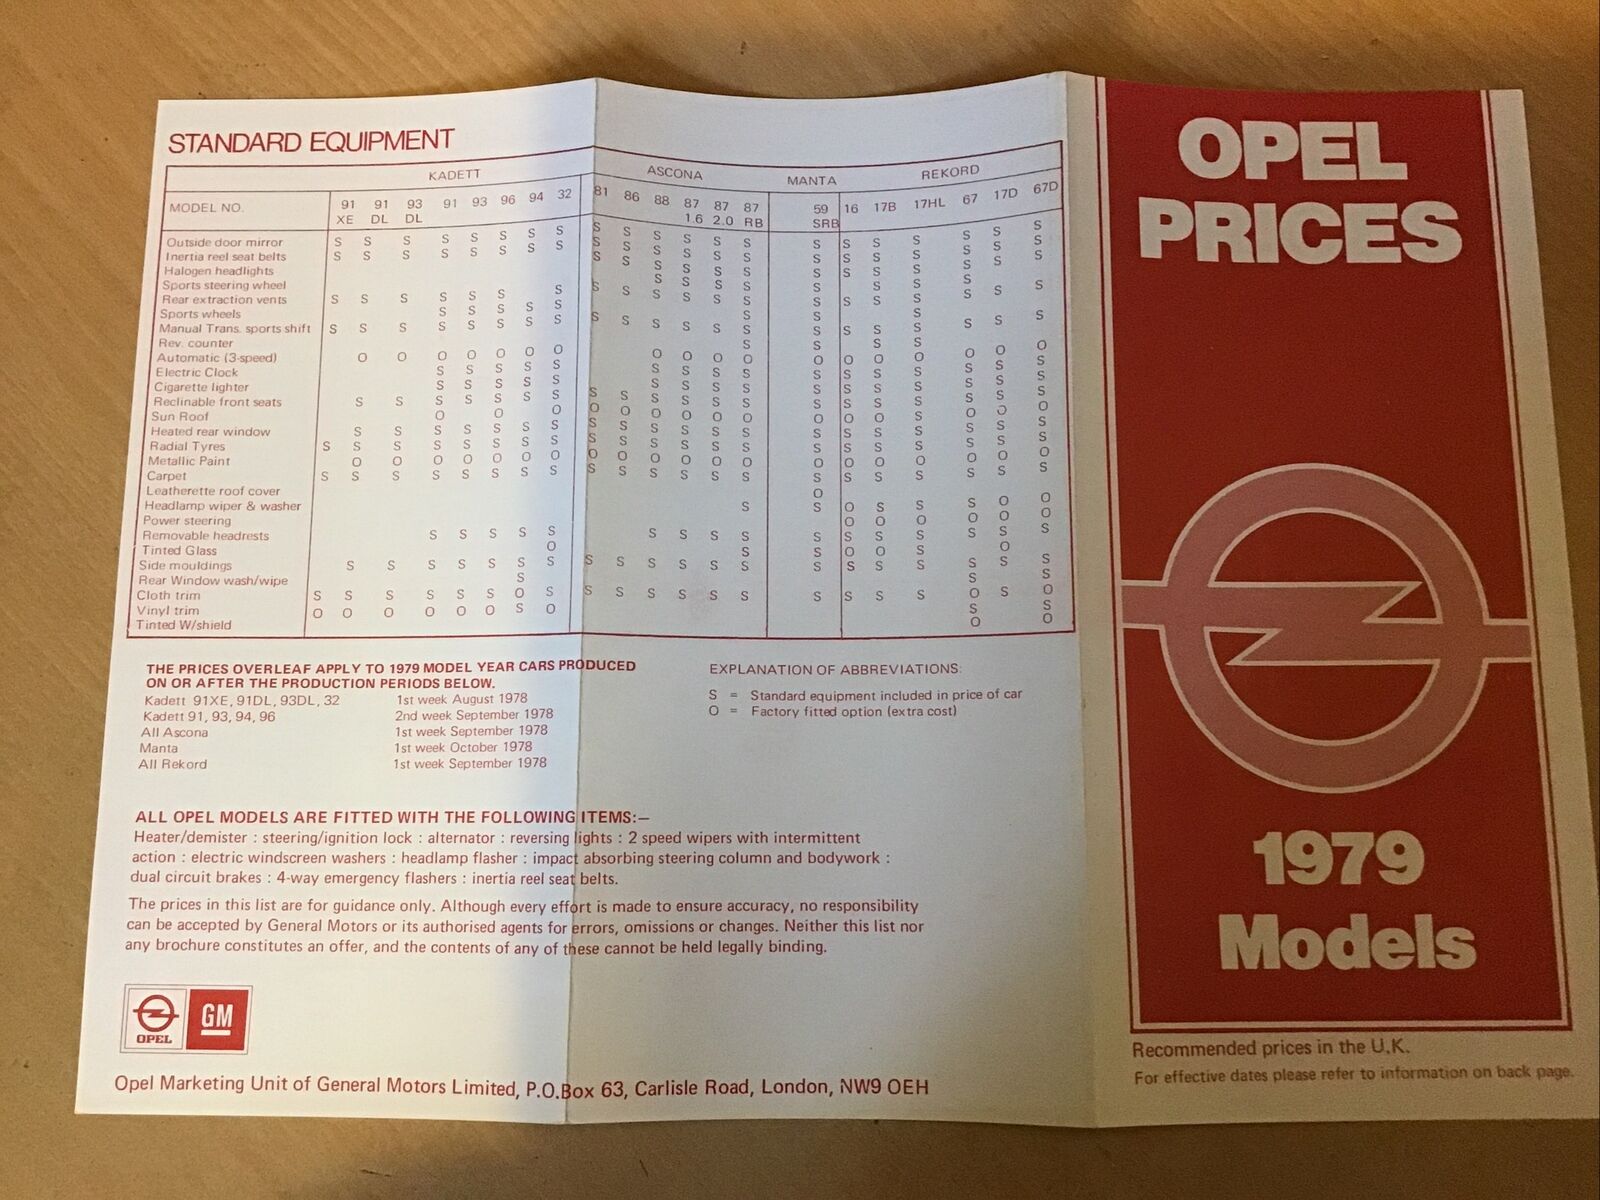 STANDARD EQUIPMENT
KADETT ASCONA MANTA REKORD
MODEL NO. 91 XE 91 DL 93 DL 91 93 96 94 32 81 86 88 87 1.6 87 2.0 87 RB 59 SRB 16 17B 17HL 67 17D 67D
Outside door mirror S S S S S S S S S S S S S S S S S S S S S
Inertia reel seat belts S S S S S S S S S S S S S S S S S S S S S
Halogen headlights S S S S S S S S S S S S S
Sports steering wheel S S S S S S S S
Rear extraction vents S S S S S S S S S S S S S S S S S S S S
Sports wheels S S S S S S S S
Manual Trans. sports shift S S S S S S S S S S S S S S S S S S S S S
Rev. counter S S S S
Automatic (3-speed) O O O O O O O O O O O O O O O O O O
Electric Clock S S S S S S S S S S S S S S S S
Cigarette lighter S S S S S S S S S S S S S S S S
Reclinable front seats S S S S S S S S S S S S S S S S S S S S
Sun Roof O O O O O O O O O O O O S O O O
Heated rear window S S S S S S S S S S S S S S S S S S S S
Radial Tyres S S S S S S S S S S S S S S S S S S S S S
Metallic Paint O O O O O O O O O O O O O O O O O O O O
Carpet S S S S S S S S S S S S S S S S S S S S S
Leatherette roof cover O
Headlamp wiper & washer S S O S S S O O
Power steering O O O O O O
Removable headrests S S S S S S S S S S S S S S S S
Tinted Glass O S S O O S O
Side mouldings S S S S S S S S S S S S S S S S S S S S
Rear Window wash/wipe S S S
Cloth trim S S S S S S O S S S S S S S S S S S O S O
Vinyl trim O O O O O O S O S S
Tinted W/shield O O
THE PRICES OVERLEAF APPLY TO 1979 MODEL YEAR CARS PRODUCED
ON OR AFTER THE PRODUCTION PERIODS BELOW.
Kadett 91XE, 91DL, 93DL, 32 1st week August 1978
Kadett 91, 93, 94, 96 2nd week September 1978
All Ascona 1st week September 1978
Manta 1st week October 1978
All Rekord 1st week September 1978
EXPLANATION OF ABBREVIATIONS:
S = Standard equipment included in price of car
O = Factory fitted option (extra cost)
ALL OPEL MODELS ARE FITTED WITH THE FOLLOWING ITEMS:–
Heater/demister : steering/ignition lock : alternator : reversing lights : 2 speed wipers with intermittent
action : electric windscreen washers : headlamp flasher : impact absorbing steering column and bodywork :
dual circuit brakes : 4-way emergency flashers : inertia reel seat belts.
The prices in this list are for guidance only. Although every effort is made to ensure accuracy, no responsibility
can be accepted by General Motors or its authorised agents for errors, omissions or changes. Neither this list nor
any brochure constitutes an offer, and the contents of any of these cannot be held legally binding.
OPEL GM
Opel Marketing Unit of General Motors Limited, P.O.Box 63, Carlisle Road, London, NW9 OEH
OPEL
PRICES
1979
Models
Recommended prices in the U.K.
For effective dates please refer to information on back page.